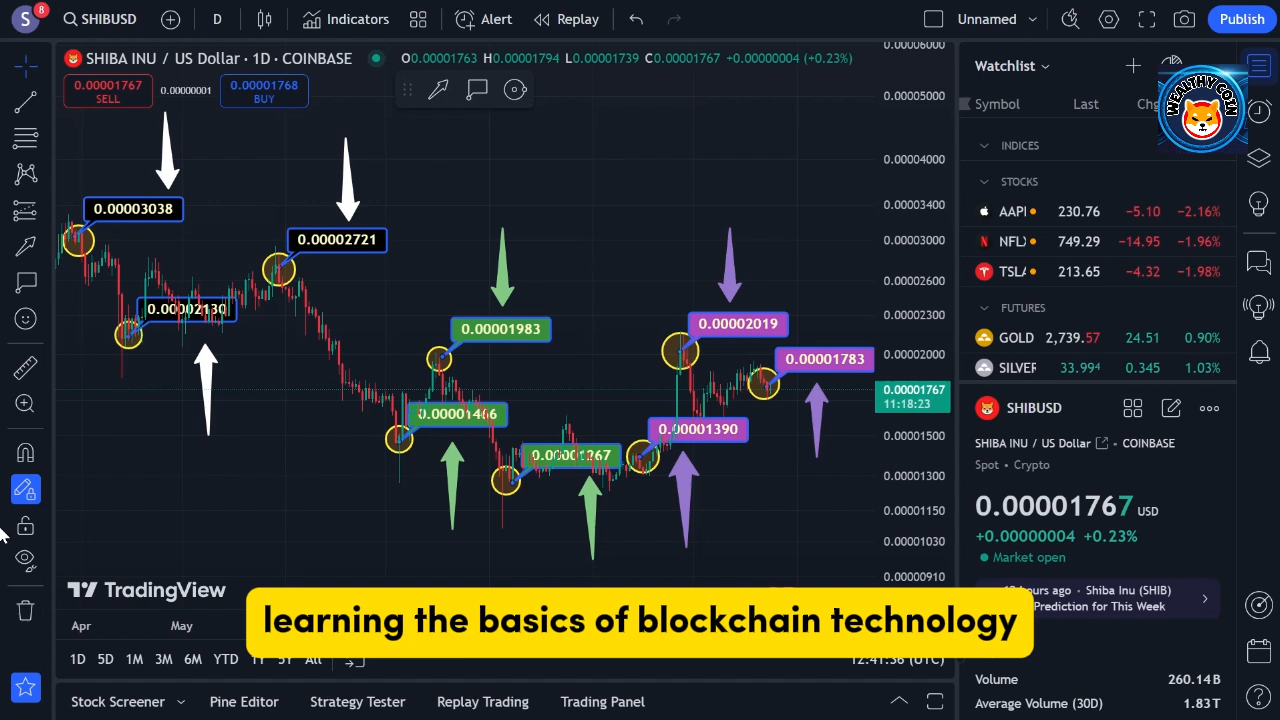 S
8
SHIBUSD
D
Indicators
Alert
Replay
Unnamed
Publish
SHIBA INU / US Dollar · 1D · COINBASE
O0.00001763 H0.00001794 L0.00001739 C0.00001767 +0.00000004 (+0.23%)
0.00001767
SELL
0.00000001
0.00001768
BUY
0.00003038
0.00002130
0.00002721
0.00001983
0.00001466
0.00001267
0.00002019
0.00001783
0.00001390
0.00006000
0.00005000
0.00004000
0.00003400
0.00003000
0.00002600
0.00002300
0.00002000
0.00001767
11:18:23
0.00001500
0.00001300
0.00001150
0.00001030
0.00000910
TradingView
Apr
May
learning the basics of blockchain technology
1D 5D 1M 3M 6M YTD 1Y 5Y All
12:41:36 (UTC)
Stock Screener
Pine Editor
Strategy Tester
Replay Trading
Trading Panel
Watchlist
WEALTHY COIN
Symbol Last Chg
INDICES
STOCKS
AAPL 230.76 −5.10 −2.16%
NFLX 749.29 −14.95 −1.96%
TSLA 213.65 −4.32 −1.98%
FUTURES
GOLD 2,739.57 24.51 0.90%
SILVER 33.994 0.345 1.03%
SHIBUSD
SHIBA INU / US Dollar · COINBASE
Spot · Crypto
0.00001767 USD
+0.00000004 +0.23%
Market open
hours ago · Shiba Inu (SHIB)
Prediction for This Week
Volume 260.14B
Average Volume (30D) 1.83T